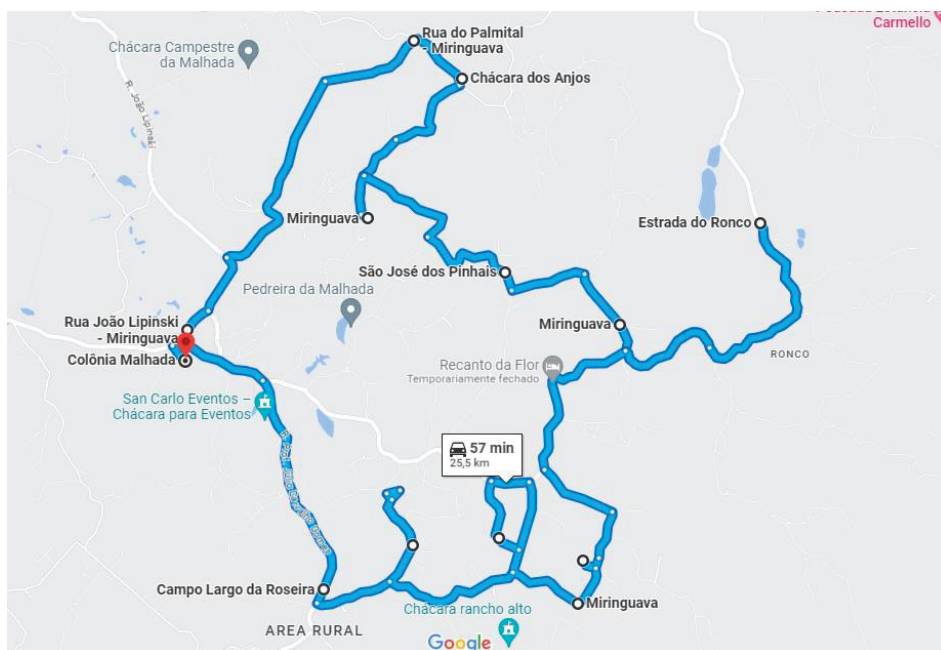 Carmello
Rua do Palmital
- Miringuava
Chácara Campestre
da Malhada
Chácara dos Anjos
R. João Lipinski
Miringuava
Estrada do Ronco
São José dos Pinhais
Pedreira da Malhada
Rua João Lipinski
- Miringuava
Miringuava
Colônia Malhada
RONCO
Recanto da Flor
Temporariamente fechado
San Carlo Eventos –
Chácara para Eventos
57 min
25,5 km
Campo Largo da Roseira
Miringuava
Chácara rancho alto
AREA RURAL
Google